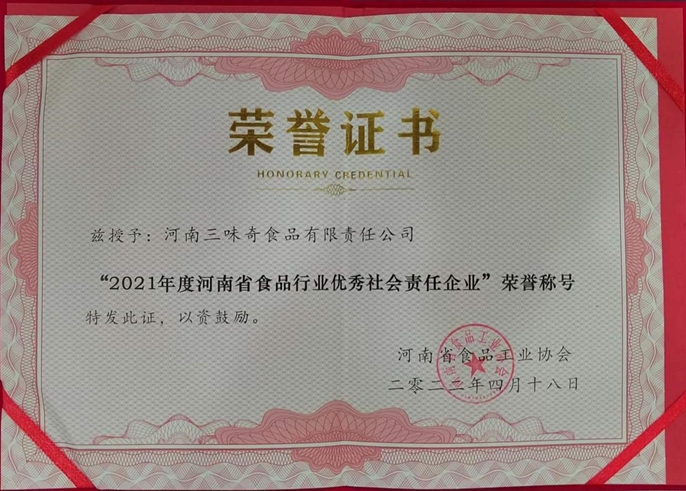 荣誉证书
HONORARY CREDENTIAL
兹授予：河南三味奇食品有限责任公司
“2021年度河南省食品行业优秀社会责任企业”荣誉称号
特发此证，以资鼓励。
河南省食品工业协会
二零二二年四月十八日